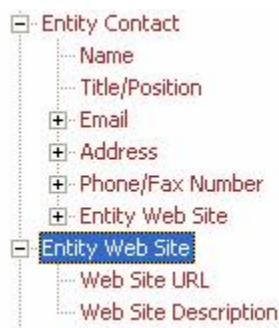 Entity Contact
Name
Title/Position
Email
Address
Phone/Fax Number
Entity Web Site
Entity Web Site
Web Site URL
Web Site Description